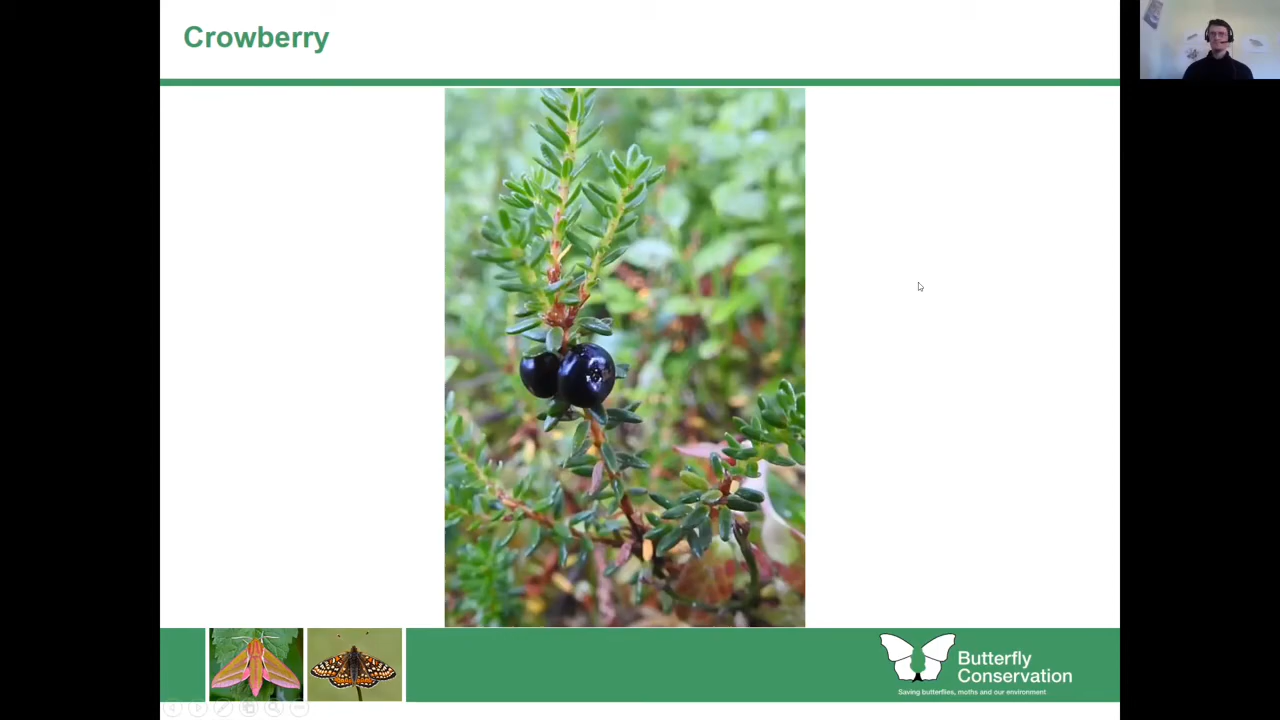 Crowberry
Butterfly
Conservation
Saving butterflies, moths and our environment